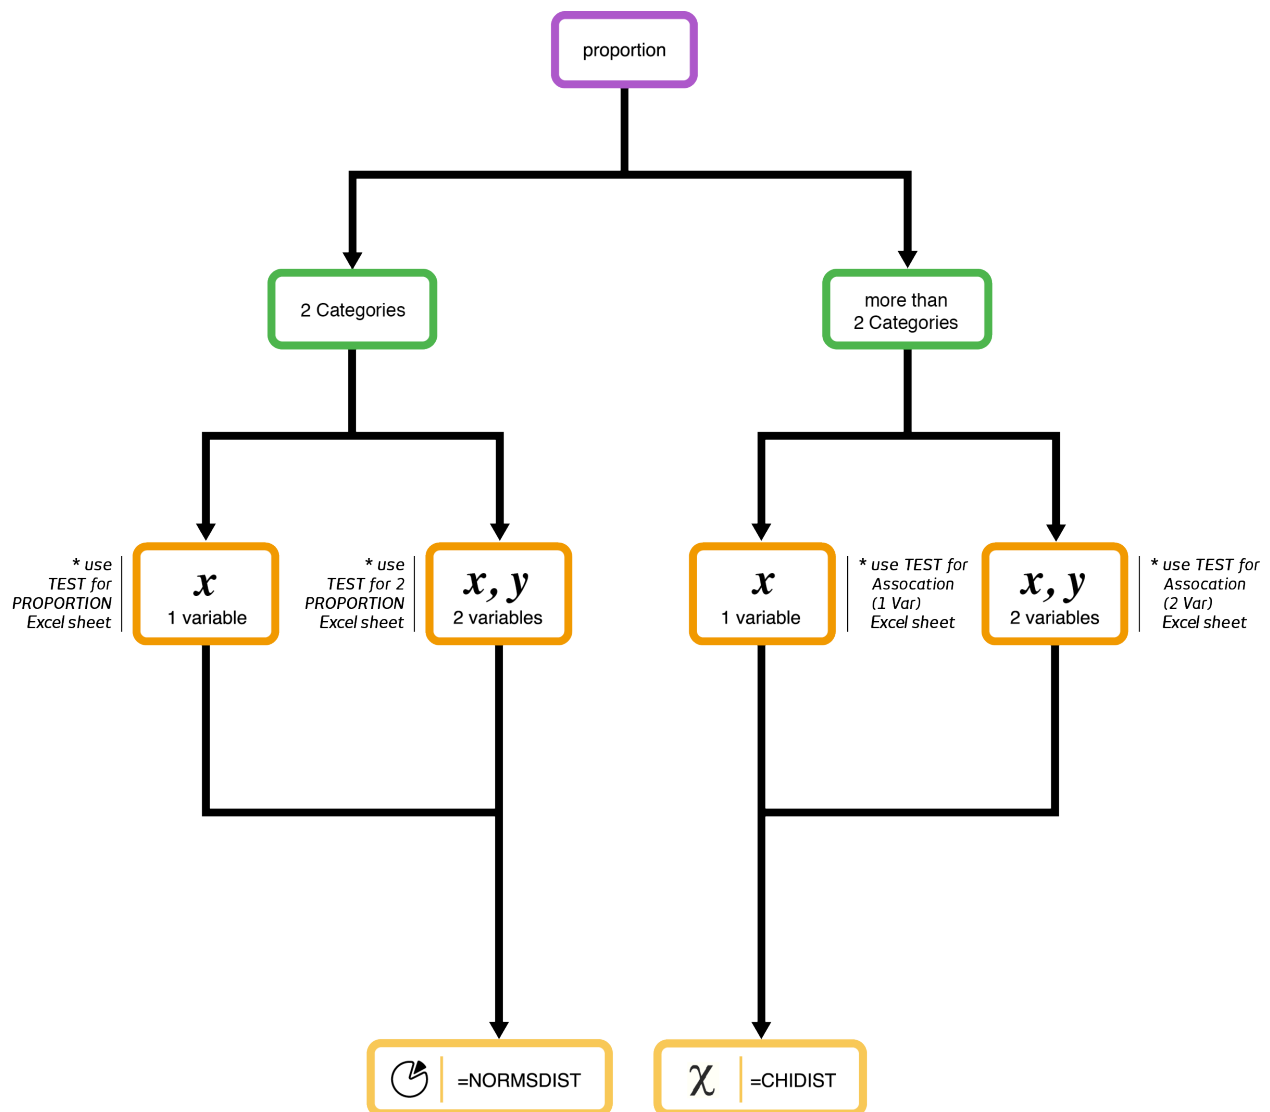 proportion
2 Categories
more than
2 Categories
* use
TEST for
PROPORTION
Excel sheet
x
1 variable
* use
TEST for 2
PROPORTION
Excel sheet
x, y
2 variables
x
1 variable
* use TEST for
Assocation
(1 Var)
Excel sheet
x, y
2 variables
* use TEST for
Assocation
(2 Var)
Excel sheet
=NORMSDIST
χ
=CHIDIST